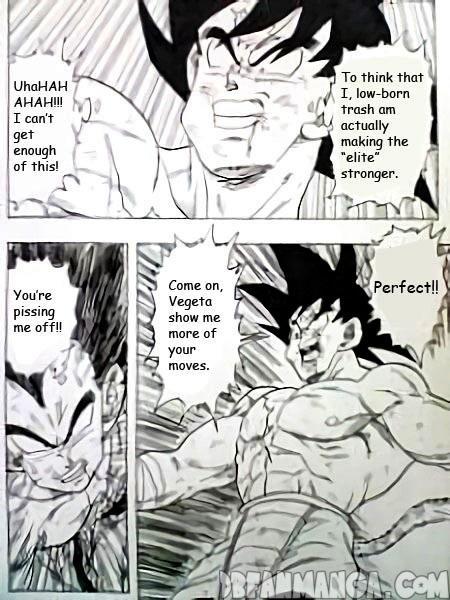 UhaHAH
AHAH!!!
I can't
get
enough
of this!
To think that
I, low-born
trash am
actually
making the
"elite"
stronger.
You're
pissing
me off!!
Come on,
Vegeta
show me
more of
your
moves.
Perfect!!
DBFANMANGA.COM